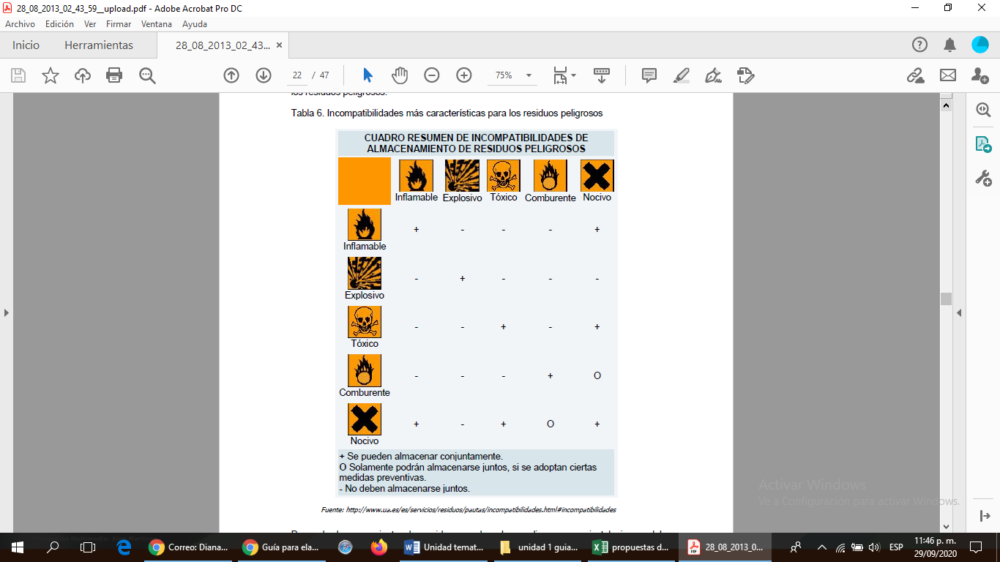 28_08_2013_02_43_59__upload.pdf - Adobe Acrobat Pro DC
Archivo Edición Ver Firmar Ventana Ayuda
Inicio Herramientas 28_08_2013_02_43... ×
22 / 47 75%
los residuos peligrosos.
Tabla 6. Incompatibilidades más características para los residuos peligrosos
CUADRO RESUMEN DE INCOMPATIBILIDADES DE
ALMACENAMIENTO DE RESIDUOS PELIGROSOS
Inflamable Explosivo Tóxico Comburente Nocivo
+ - - - +
Inflamable
- + - - -
Explosivo
- - + - +
Tóxico
- - - + O
Comburente
+ - + O +
Nocivo
+ Se pueden almacenar conjuntamente.
O Solamente podrán almacenarse juntos, si se adoptan ciertas
medidas preventivas.
- No deben almacenarse juntos.
Fuente: http://www.ua.es/es/servicios/residuos/pautas/incompatibilidades.html#incompatibilidades
Activar Windows
Ve a Configuración para activar Windows.
Correo: Diana... Guía para ela... Unidad temat... unidad 1 guia... propuestas d... 28_08_2013_0... ESP 11:46 p. m.
29/09/2020